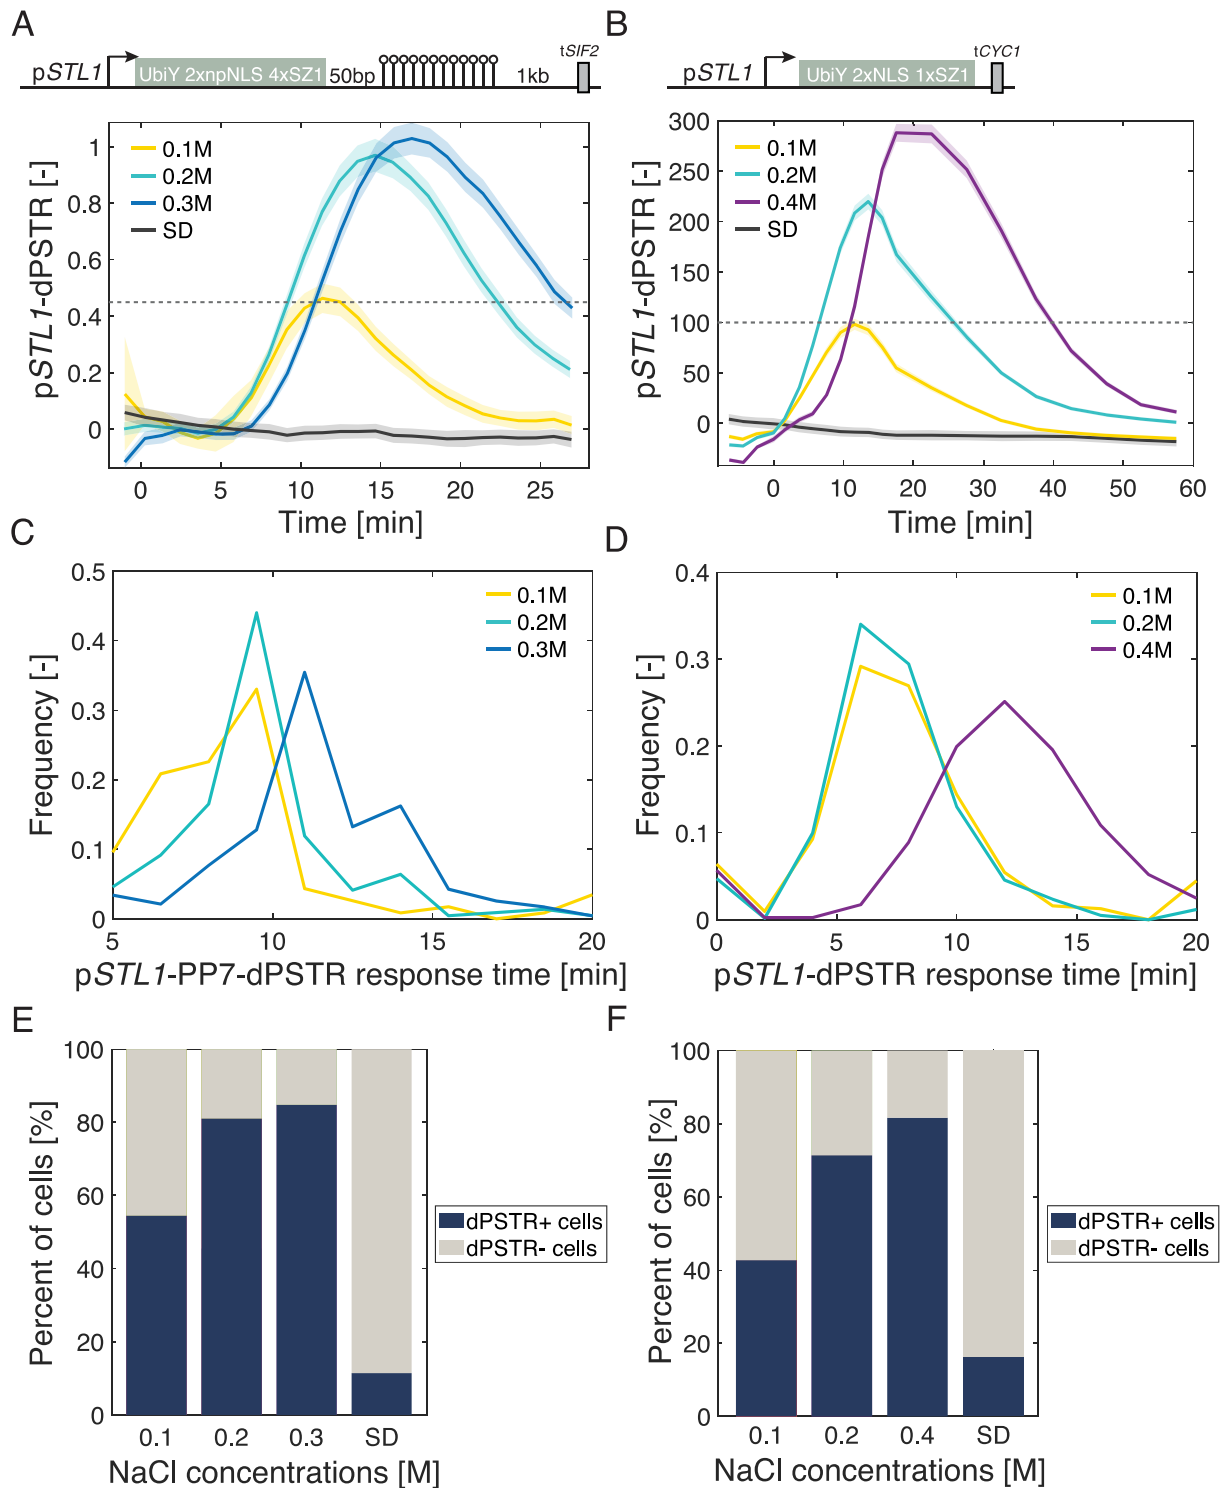 A
pSTL1
UbiY 2xnpNLS 4xSZ1
50bp
1kb
tSIF2
pSTL1-dPSTR [-]
1
0.8
0.6
0.4
0.2
0
0.1M
0.2M
0.3M
SD
0 5 10 15 20 25
Time [min]
B
pSTL1
UbiY 2xNLS 1xSZ1
tCYC1
pSTL1-dPSTR [-]
300
250
200
150
100
50
0
0.1M
0.2M
0.4M
SD
0 10 20 30 40 50 60
Time [min]
C
Frequency [-]
0.5
0.4
0.3
0.2
0.1
0
0.1M
0.2M
0.3M
5 10 15 20
pSTL1-PP7-dPSTR response time [min]
D
Frequency [-]
0.4
0.3
0.2
0.1
0
0.1M
0.2M
0.4M
0 5 10 15 20
pSTL1-dPSTR response time [min]
E
Percent of cells [%]
100
80
60
40
20
0
0.1 0.2 0.3 SD
NaCl concentrations [M]
dPSTR+ cells
dPSTR- cells
F
Percent of cells [%]
100
80
60
40
20
0
0.1 0.2 0.4 SD
NaCl concentrations [M]
dPSTR+ cells
dPSTR- cells